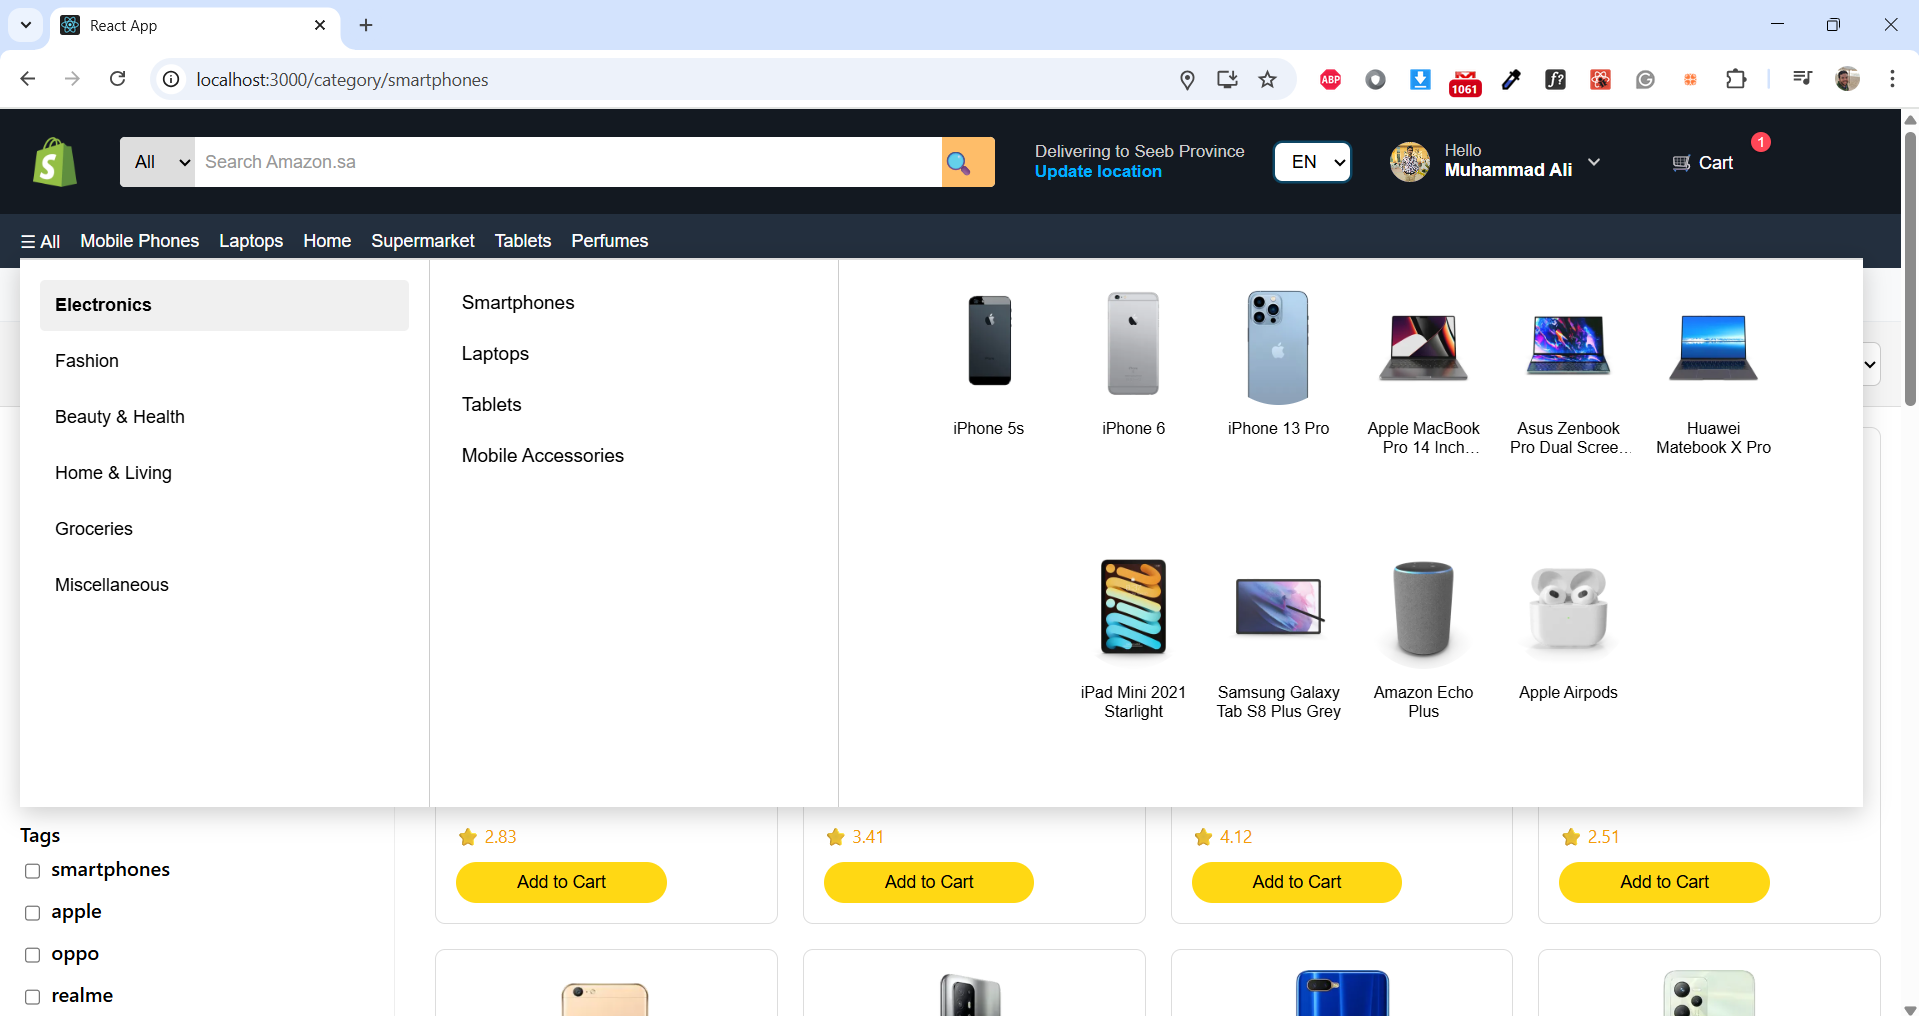 React App
localhost:3000/category/smartphones
ABP
1061
f?
All
Search Amazon.sa
Delivering to Seeb Province
Update location
EN
Hello
Muhammad Ali
Cart
1
☰ All Mobile Phones Laptops Home Supermarket Tablets Perfumes
Electronics
Fashion
Beauty & Health
Home & Living
Groceries
Miscellaneous
Smartphones
Laptops
Tablets
Mobile Accessories
iPhone 5s
iPhone 6
iPhone 13 Pro
Apple MacBook
Pro 14 Inch...
Asus Zenbook
Pro Dual Scree...
Huawei
Matebook X Pro
iPad Mini 2021
Starlight
Samsung Galaxy
Tab S8 Plus Grey
Amazon Echo
Plus
Apple Airpods
Tags
smartphones
apple
oppo
realme
2.83
Add to Cart
3.41
Add to Cart
4.12
Add to Cart
2.51
Add to Cart